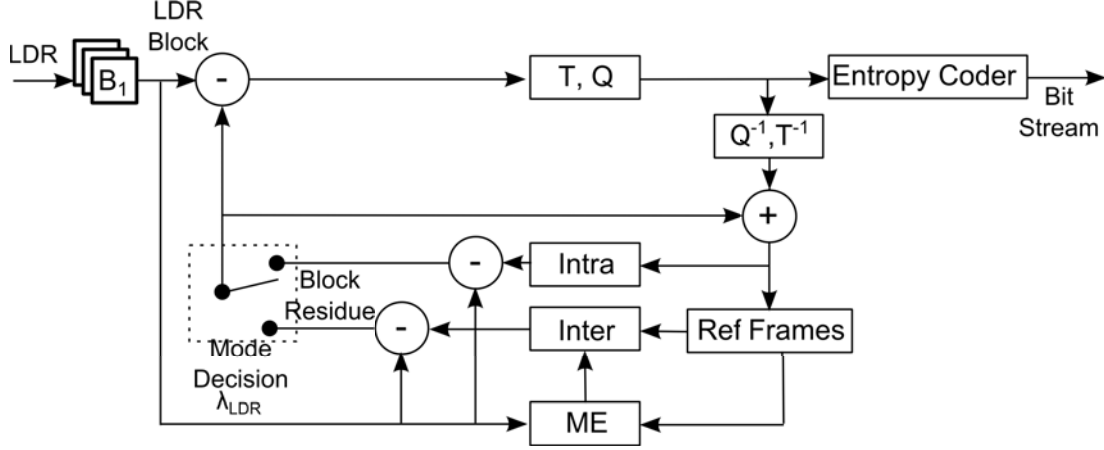 LDR
LDR
Block
B₁
-
T, Q
Entropy Coder
Bit
Stream
Q⁻¹,T⁻¹
+
-
Intra
Block
Residue
-
Inter
Ref Frames
Mode
Decision
λLDR
ME